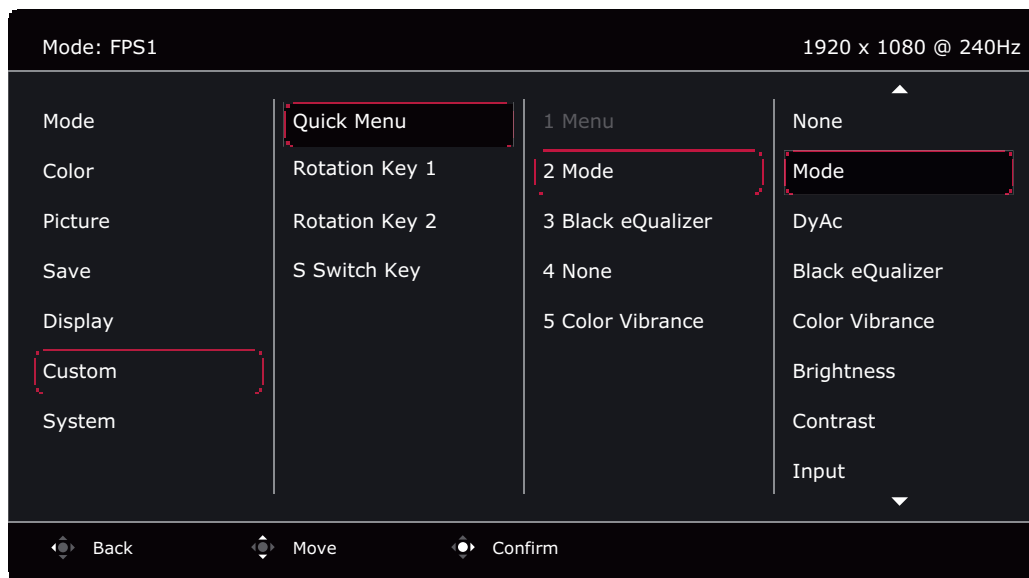 Mode: FPS1
1920 x 1080 @ 240Hz
Mode
Color
Picture
Save
Display
Custom
System
Quick Menu
Rotation Key 1
Rotation Key 2
S Switch Key
1 Menu
2 Mode
3 Black eQualizer
4 None
5 Color Vibrance
None
Mode
DyAc
Black eQualizer
Color Vibrance
Brightness
Contrast
Input
Back
Move
Confirm